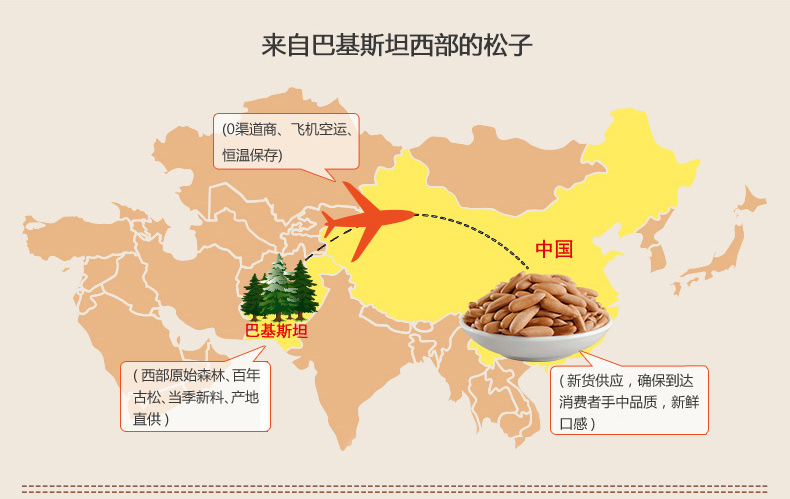 来自巴基斯坦西部的松子
(0渠道商、飞机空运、
恒温保存)
中国
巴基斯坦
( 西部原始森林、百年
古松、当季新料、产地
直供 )
( 新货供应，确保到达
消费者手中品质，新鲜
口感 )